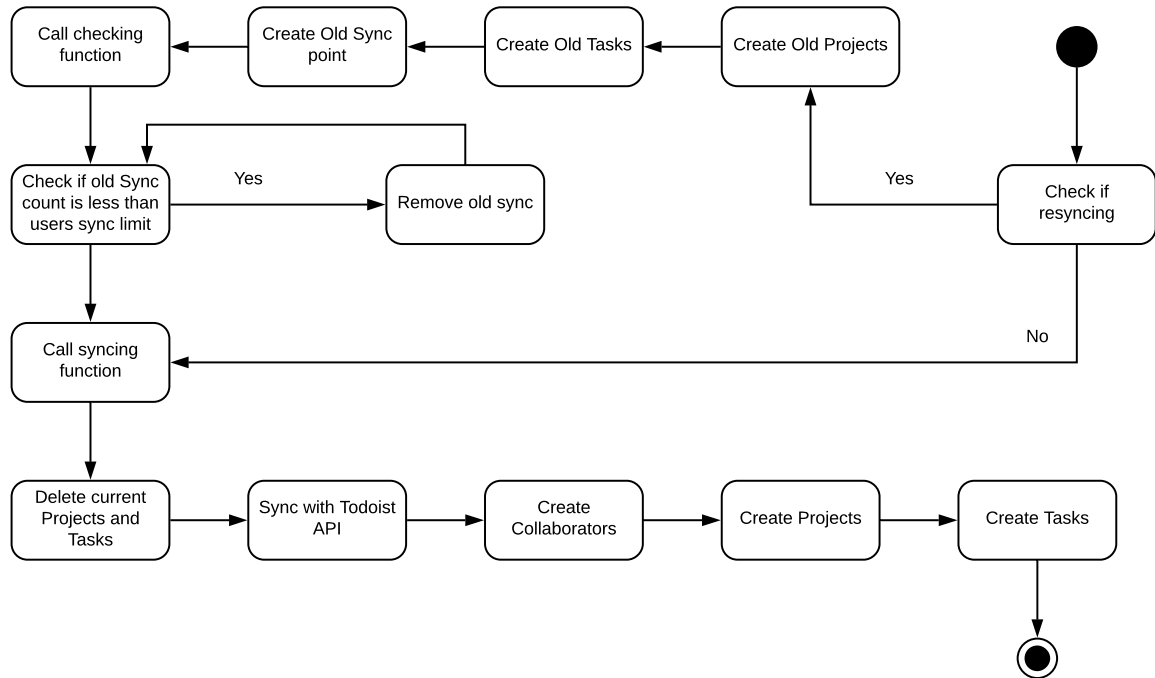 Call checking
function
Create Old Sync
point
Create Old Tasks
Create Old Projects
Check if old Sync
count is less than
users sync limit
Yes
Remove old sync
Yes
Check if
resyncing
No
Call syncing
function
Delete current
Projects and
Tasks
Sync with Todoist
API
Create
Collaborators
Create Projects
Create Tasks